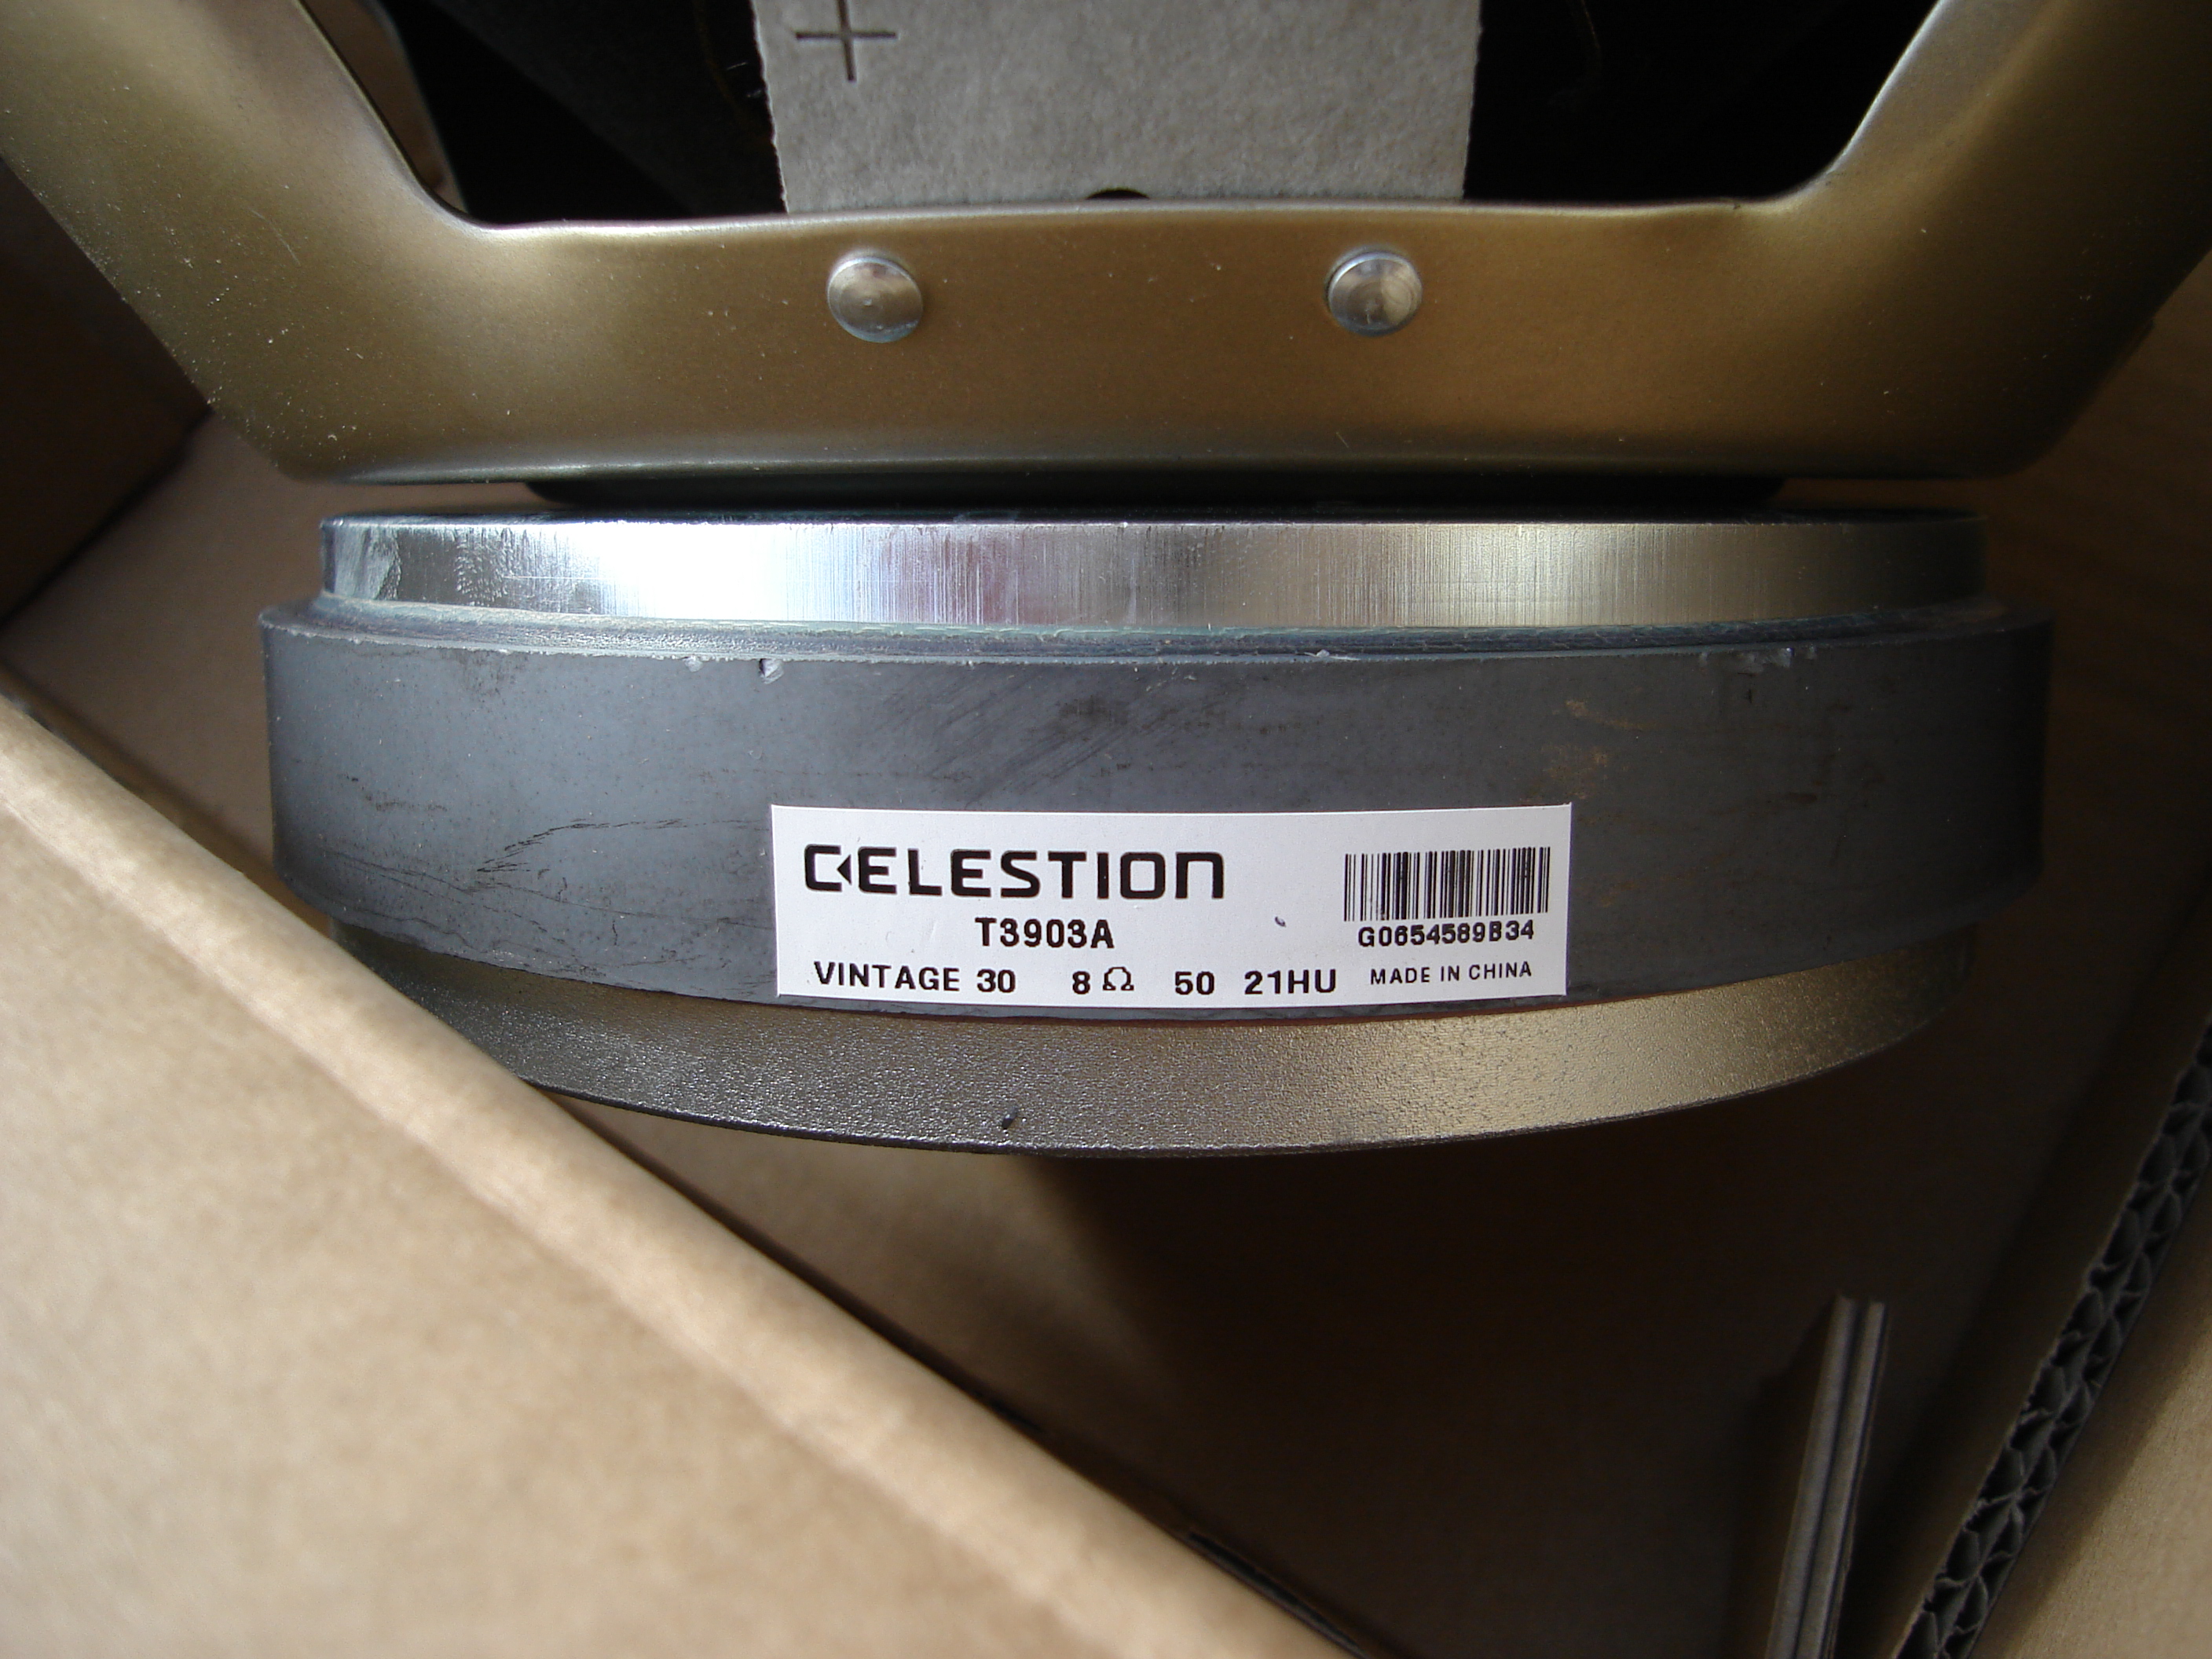 +
CELESTION
T3903A
G0654589B34
VINTAGE 30 8 Ω 50 21HU MADE IN CHINA